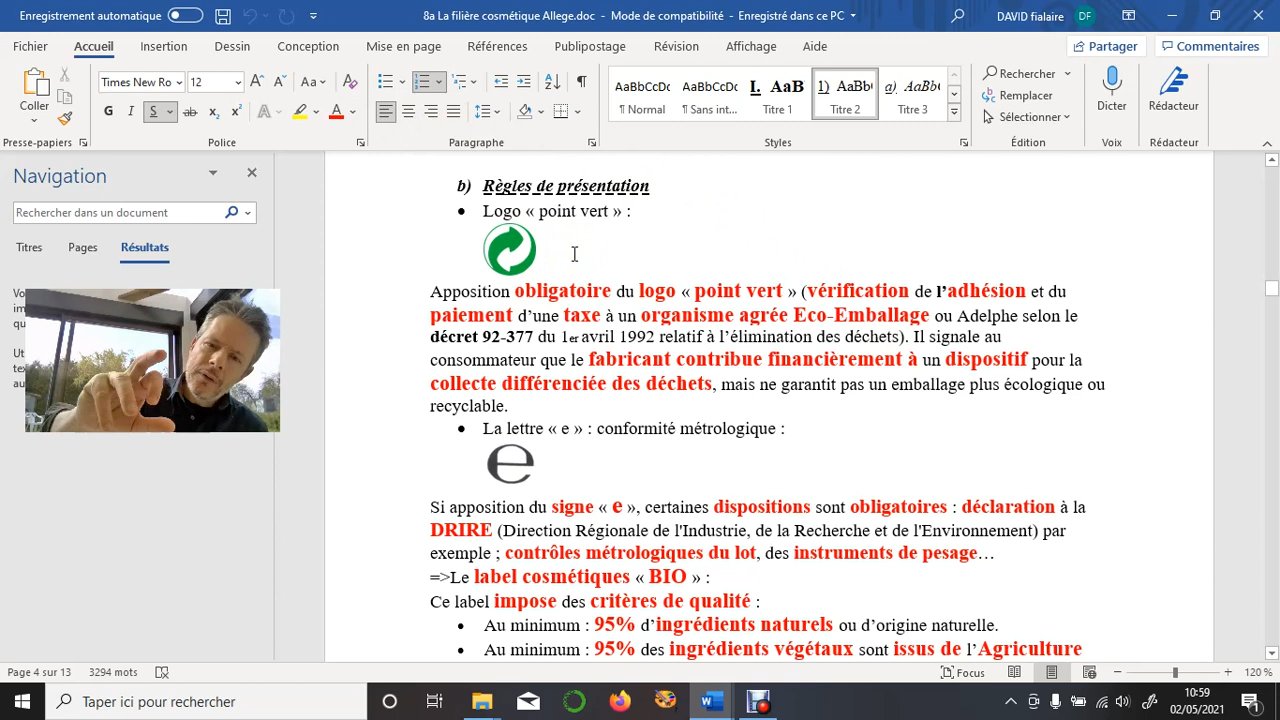 Enregistrement automatique
8a La filière cosmétique Allege.doc - Mode de compatibilité - Enregistré dans ce PC
DAVID fialaire
DF
Fichier Accueil Insertion Dessin Conception Mise en page Références Publipostage Révision Affichage Aide
Partager Commentaires
Coller
Presse-papiers
Times New Ro 12
G I S ab x₂ x²
Police
Paragraphe
AaBbCcDc AaBbCcDc I. AaB 1) AaBb a) AaBb
¶ Normal ¶ Sans int... ¶ Titre 1 ¶ Titre 2 ¶ Titre 3
Styles
Rechercher
Remplacer
Sélectionner
Édition
Dicter
Voix
Rédacteur
Rédacteur
Navigation
Rechercher dans un document
Titres Pages Résultats
b) Règles de présentation
• Logo « point vert » :
Apposition obligatoire du logo « point vert » (vérification de l’adhésion et du
paiement d’une taxe à un organisme agrée Eco-Emballage ou Adelphe selon le
décret 92-377 du 1er avril 1992 relatif à l’élimination des déchets). Il signale au
consommateur que le fabricant contribue financièrement à un dispositif pour la
collecte différenciée des déchets, mais ne garantit pas un emballage plus écologique ou
recyclable.
• La lettre « e » : conformité métrologique :
e
Si apposition du signe « e », certaines dispositions sont obligatoires : déclaration à la
DRIRE (Direction Régionale de l'Industrie, de la Recherche et de l'Environnement) par
exemple ; contrôles métrologiques du lot, des instruments de pesage…
=>Le label cosmétiques « BIO » :
Ce label impose des critères de qualité :
• Au minimum : 95% d’ingrédients naturels ou d’origine naturelle.
• Au minimum : 95% des ingrédients végétaux sont issus de l’Agriculture
Page 4 sur 13 3294 mots
Focus
120 %
Taper ici pour rechercher
10:59
02/05/2021